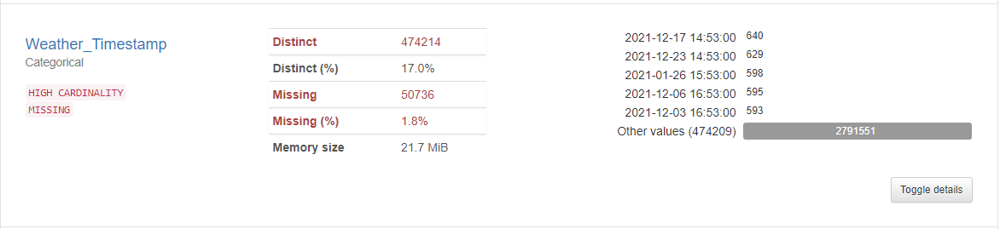 Weather_Timestamp
Categorical
HIGH CARDINALITY
MISSING
Distinct 474214
Distinct (%) 17.0%
Missing 50736
Missing (%) 1.8%
Memory size 21.7 MiB
2021-12-17 14:53:00 640
2021-12-23 14:53:00 629
2021-01-26 15:53:00 598
2021-12-06 16:53:00 595
2021-12-03 16:53:00 593
Other values (474209) 2791551
Toggle details